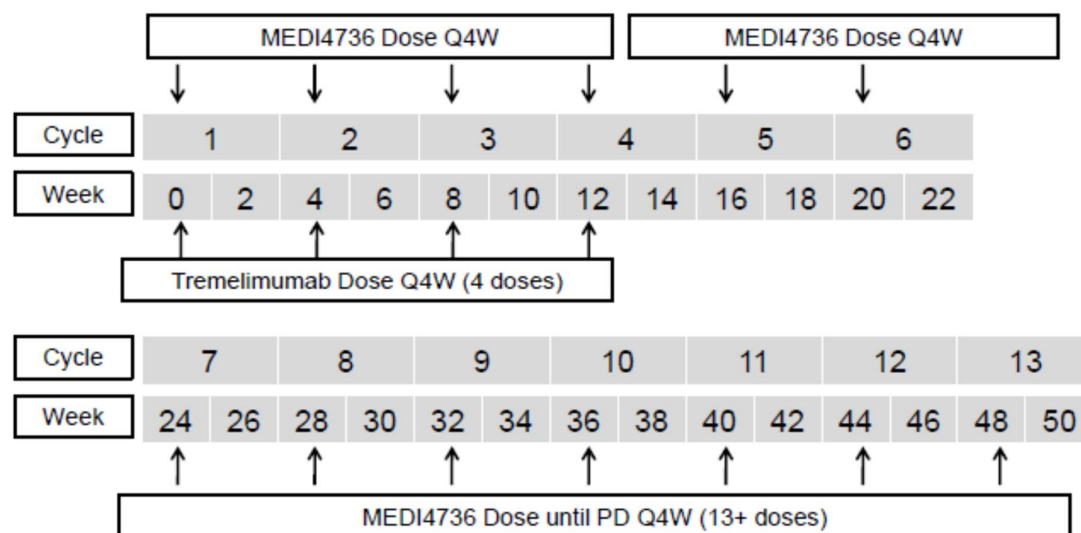 MEDI4736 Dose Q4W MEDI4736 Dose Q4W
Cycle 1 2 3 4 5 6
Week 0 2 4 6 8 10 12 14 16 18 20 22
Tremelimumab Dose Q4W (4 doses)
Cycle 7 8 9 10 11 12 13
Week 24 26 28 30 32 34 36 38 40 42 44 46 48 50
MEDI4736 Dose until PD Q4W (13+ doses)